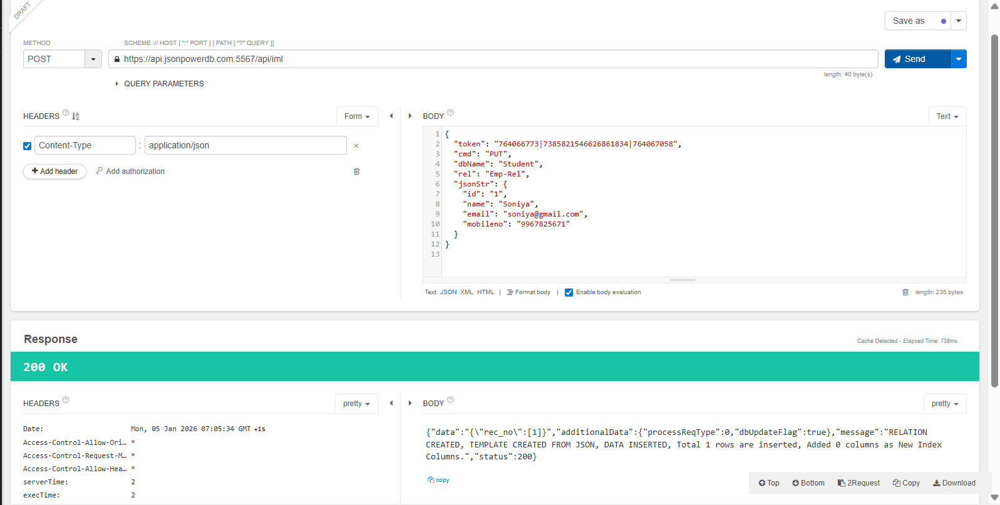 DRAFT
Save as
METHOD
SCHEME :// HOST [ ":" PORT ] [ PATH [ "?" QUERY ]]
POST
https://api.jsonpowerdb.com:5567/api/iml
Send
length: 40 byte(s)
QUERY PARAMETERS
HEADERS ?
Form
BODY ?
Text
Content-Type : application/json ×
+ Add header
Add authorization
1 {
2 "token": "764066773|7385821546626861834|764067058",
3 "cmd": "PUT",
4 "dbName": "Student",
5 "rel": "Emp-Rel",
6 "jsonStr": {
7 "id": "1",
8 "name": "Soniya",
9 "email": "soniya@gmail.com",
10 "mobileno": "9967825671"
11 }
12 }
13
Text JSON XML HTML | Format body | Enable body evaluation
length: 235 bytes
Response
Cache Detected - Elapsed Time: 738ms
200 OK
HEADERS ?
pretty
BODY ?
pretty
Date: Mon, 05 Jan 2026 07:05:34 GMT +1s
Access-Control-Allow-Ori… *
Access-Control-Request-M… *
Access-Control-Allow-Hea… *
serverTime: 2
execTime: 2
{"data":"{\"rec_no\":[1]}","additionalData":{"processReqType":0,"dbUpdateFlag":true},"message":"RELATION
CREATED, TEMPLATE CREATED FROM JSON, DATA INSERTED, Total 1 rows are inserted, Added 0 columns as New Index
Columns.","status":200}
copy
Top Bottom 2Request Copy Download